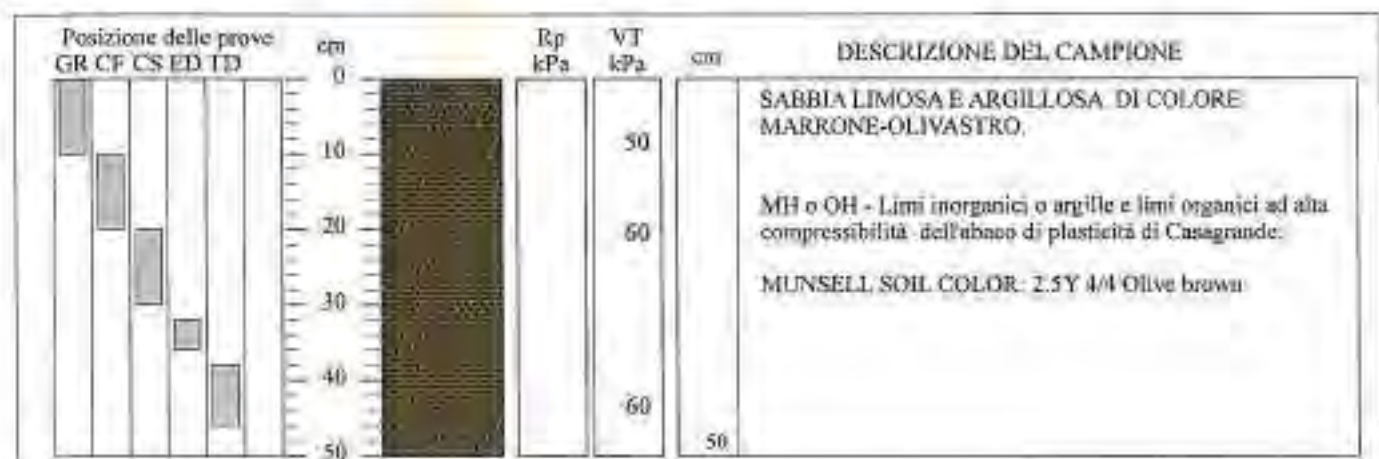 Posizione delle prove
GR CF CS ED TD
cm
0
10
20
30
40
50
Rp
kPa
VT
kPa
50
60
60
cm
50
DESCRIZIONE DEL CAMPIONE
SABBIA LIMOSA E ARGILLOSA DI COLORE
MARRONE-OLIVASTRO.
MH o OH - Limi inorganici o argille e limi organici ad alta
compressibilità dell'abaco di plasticità di Casagrande.
MUNSELL SOIL COLOR: 2.5Y 4/4 Olive brown